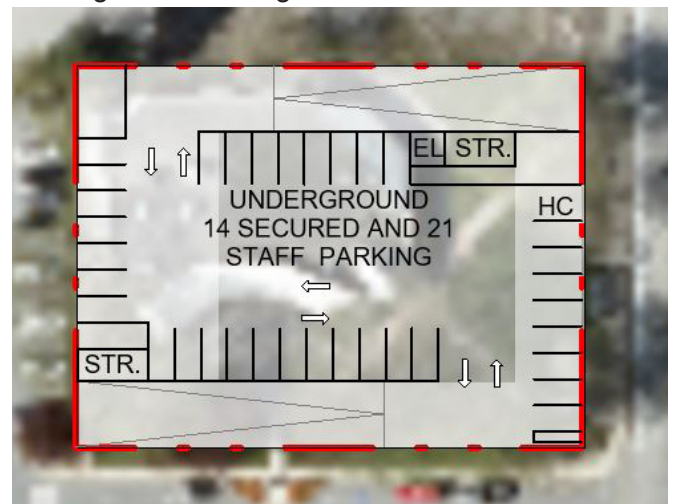 EL STR.
UNDERGROUND
HC
14 SECURED AND 21
STAFF PARKING
STR.